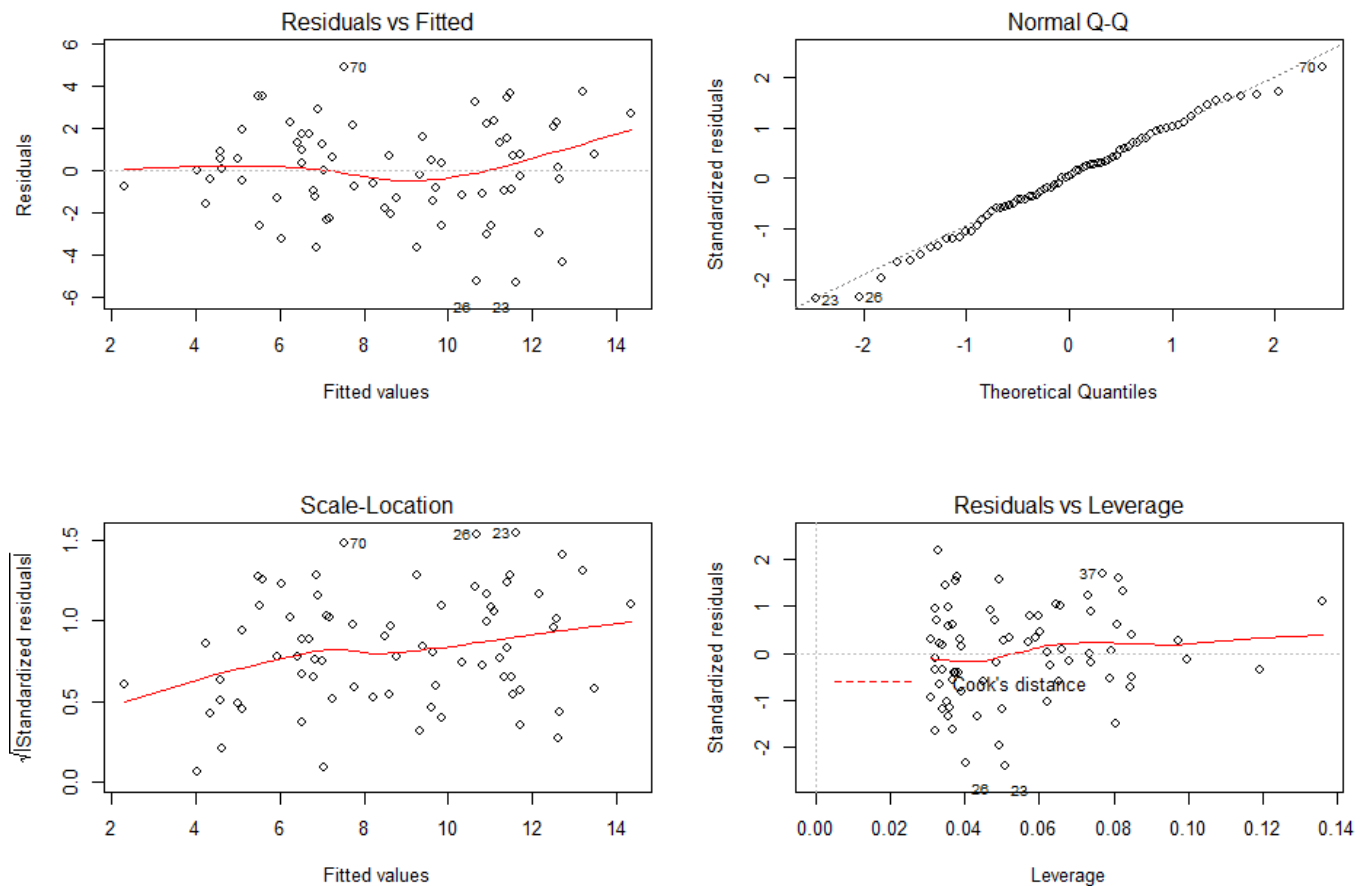 Residuals vs Fitted
6
4
2
0
-2
-4
-6
Residuals
70
26 23
2 4 6 8 10 12 14
Fitted values
Normal Q-Q
2
1
0
-1
-2
Standardized residuals
70
23 26
-2 -1 0 1 2
Theoretical Quantiles
Scale-Location
1.5
1.0
0.5
0.0
√|Standardized residuals|
70
26 23
2 4 6 8 10 12 14
Fitted values
Residuals vs Leverage
2
1
0
-1
-2
Standardized residuals
37
Cook's distance
26 23
0.00 0.02 0.04 0.06 0.08 0.10 0.12 0.14
Leverage